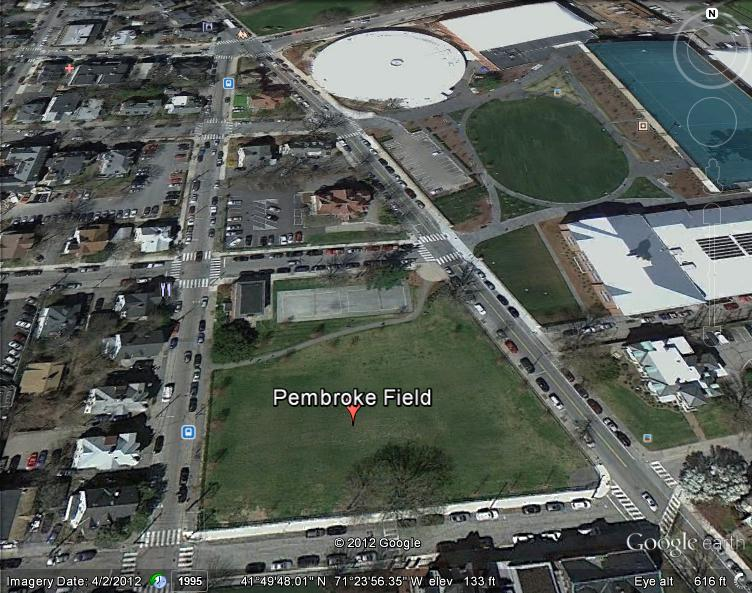 N
Pembroke Field
© 2012 Google
Google earth
Imagery Date: 4/2/2012 1995 41°49'48.01" N 71°23'56.35" W elev 133 ft Eye alt 616 ft